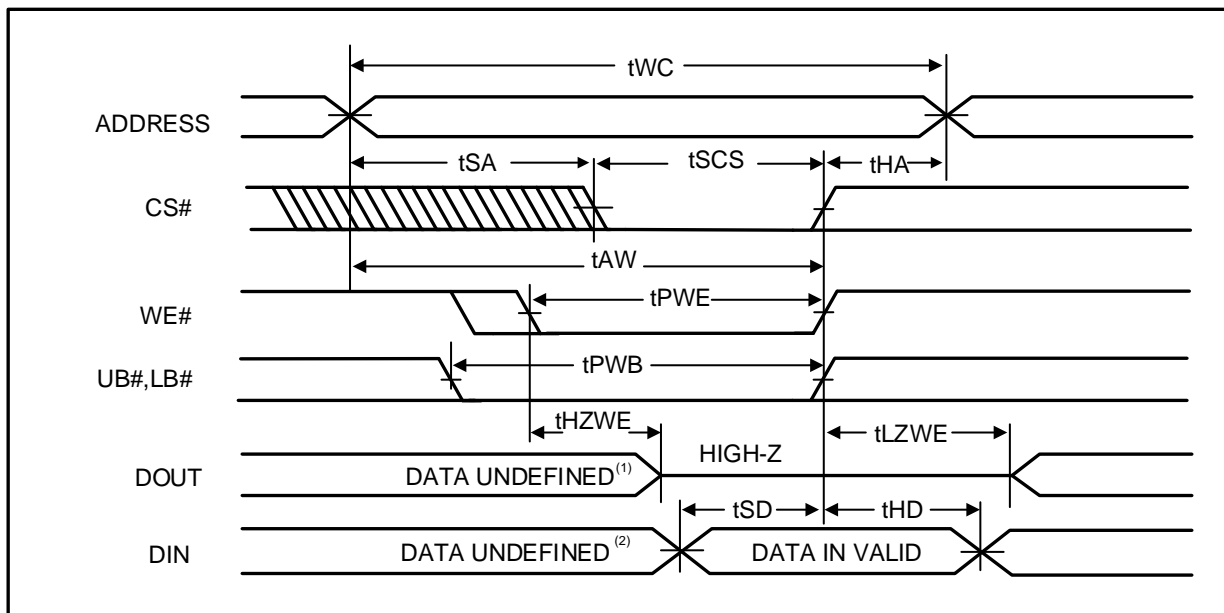 tWC
ADDRESS
tSA
tSCS
tHA
CS#
tAW
WE#
tPWE
tPWB
UB#,LB#
tHZWE
tLZWE
HIGH-Z
DOUT
DATA UNDEFINED(1)
tSD
tHD
DIN
DATA UNDEFINED(2)
DATA IN VALID